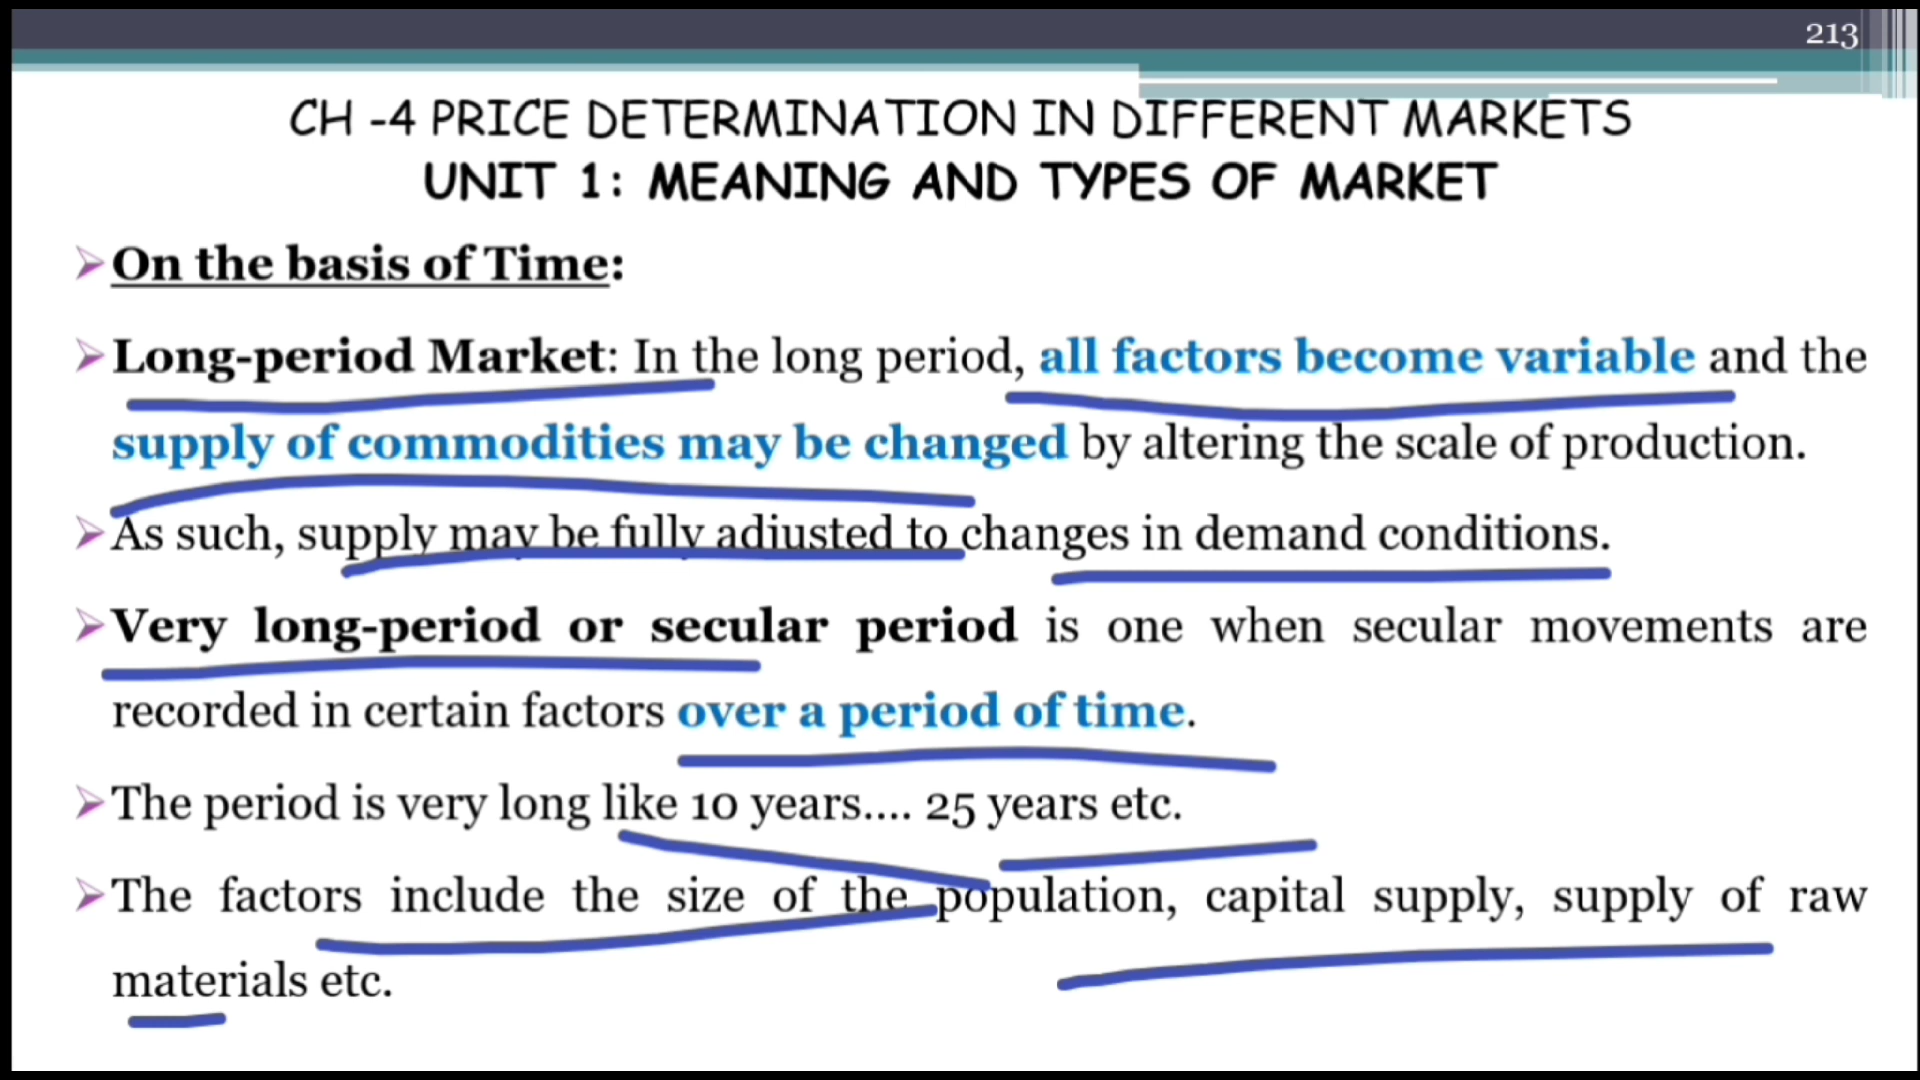 213
CH -4 PRICE DETERMINATION IN DIFFERENT MARKETS
UNIT 1: MEANING AND TYPES OF MARKET
On the basis of Time:
Long-period Market: In the long period, all factors become variable and the
supply of commodities may be changed by altering the scale of production.
As such, supply may be fully adjusted to changes in demand conditions.
Very long-period or secular period is one when secular movements are
recorded in certain factors over a period of time.
The period is very long like 10 years.... 25 years etc.
The factors include the size of the population, capital supply, supply of raw
materials etc.